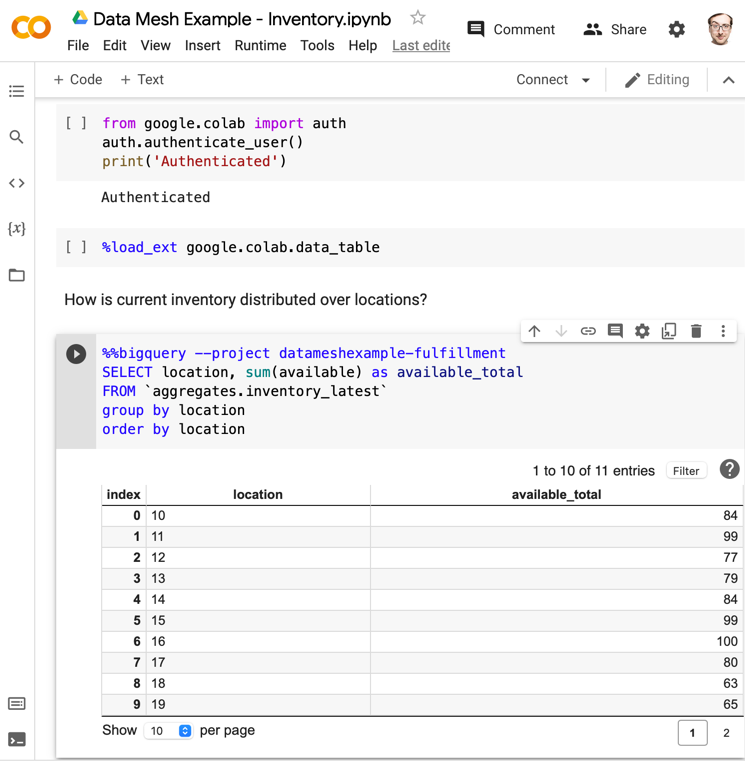 Data Mesh Example - Inventory.ipynb
Comment
Share
File Edit View Insert Runtime Tools Help Last edite
+ Code + Text
Connect
Editing
[ ] from google.colab import auth
auth.authenticate_user()
print('Authenticated')
Authenticated
[ ] %load_ext google.colab.data_table
How is current inventory distributed over locations?
%%bigquery --project datameshexample-fulfillment
SELECT location, sum(available) as available_total
FROM `aggregates.inventory_latest`
group by location
order by location
1 to 10 of 11 entries Filter ?
index location available_total
0 10 84
1 11 99
2 12 77
3 13 79
4 14 84
5 15 99
6 16 100
7 17 80
8 18 63
9 19 65
Show 10 per page
1 2